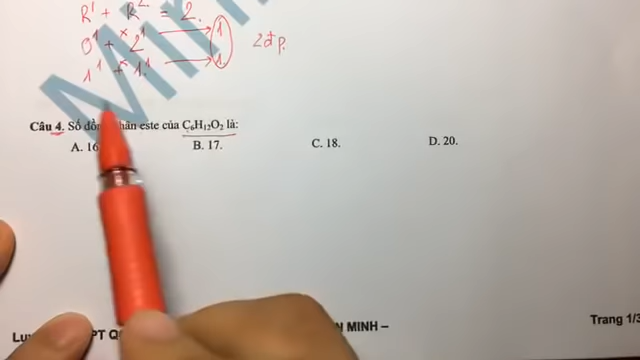 R¹ + R² = 2.
0¹ + 2¹ → 1
1¹ + 1¹ → 1
2đp.
Câu 4. Số đồng phân este của C₆H₁₂O₂ là:
A. 16 B. 17. C. 18. D. 20.
MINH –
Trang 1/3